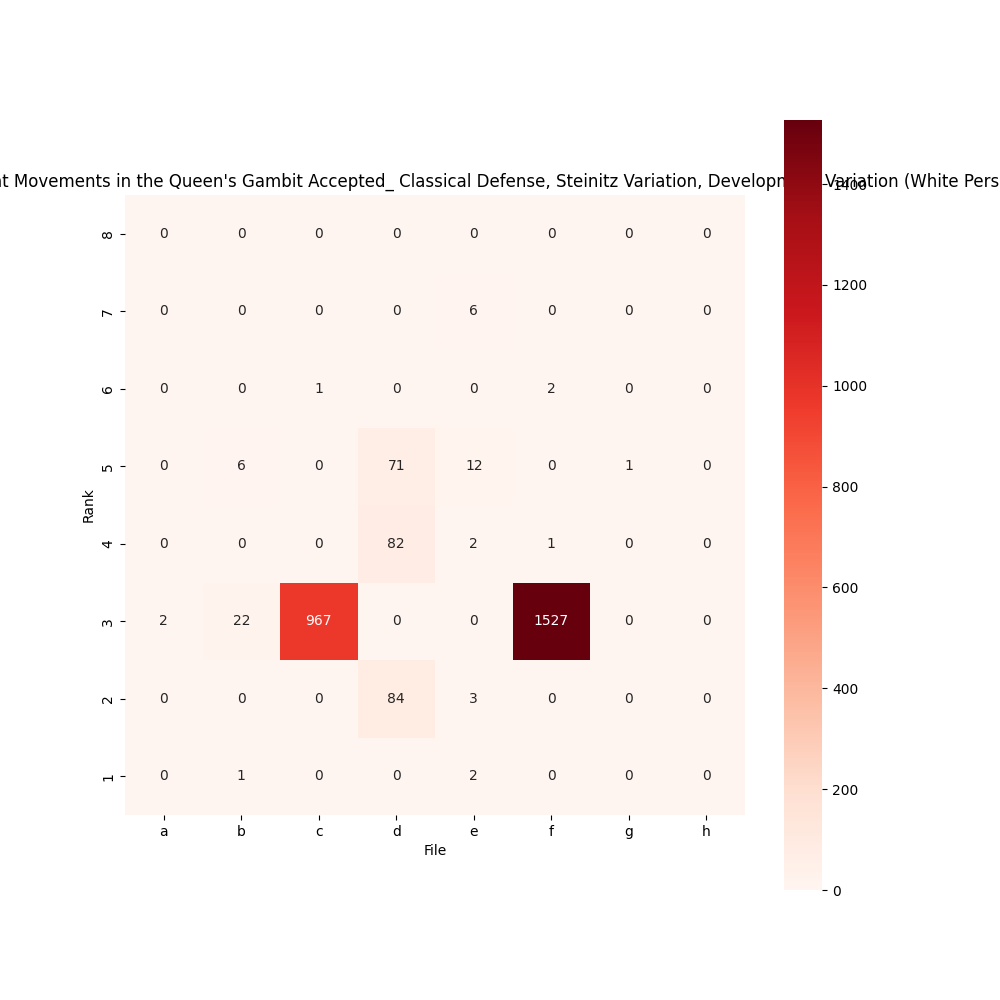 t Movements in the Queen's Gambit Accepted_ Classical Defense, Steinitz Variation, Development Variation (White Pers
1400
8 0 0 0 0 0 0 0 0
1200
7 0 0 0 0 6 0 0 0
6 0 0 1 0 0 2 0 0
1000
5 0 6 0 71 12 0 1 0
800
Rank
4 0 0 0 82 2 1 0 0
600
3 2 22 967 0 0 1527 0 0
400
2 0 0 0 84 3 0 0 0
200
1 0 1 0 0 2 0 0 0
a b c d e f g h
File
0